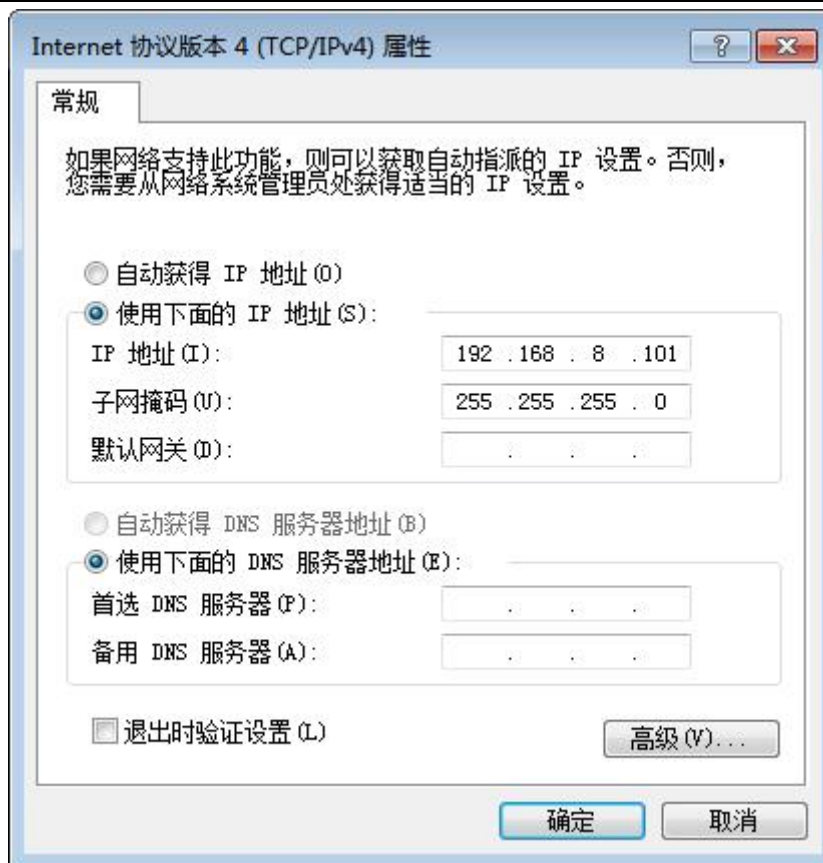 Internet 协议版本 4 (TCP/IPv4) 属性
常规
如果网络支持此功能，则可以获取自动指派的 IP 设置。否则，
您需要从网络系统管理员处获得适当的 IP 设置。
自动获得 IP 地址(O)
使用下面的 IP 地址(S):
IP 地址(I): 192 .168 . 8 .101
子网掩码(U): 255 .255 .255 . 0
默认网关(D): . . .
自动获得 DNS 服务器地址(B)
使用下面的 DNS 服务器地址(E):
首选 DNS 服务器(P): . . .
备用 DNS 服务器(A): . . .
退出时验证设置(L)
高级(V)...
确定 取消